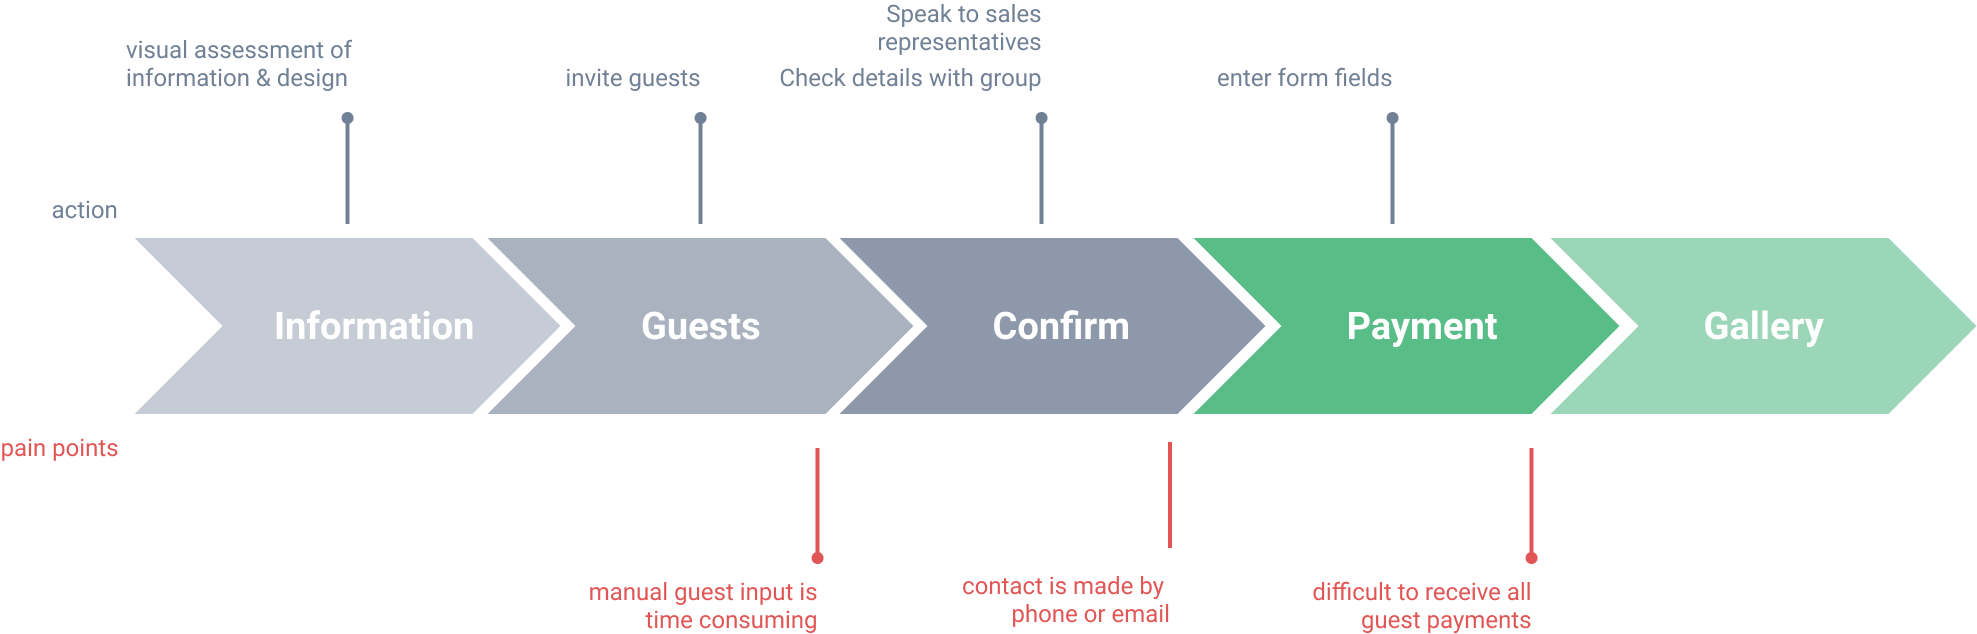 Speak to sales
representatives
visual assessment of
information & design
invite guests
Check details with group
enter form fields
action
Information
Guests
Confirm
Payment
Gallery
pain points
manual guest input is
time consuming
contact is made by
phone or email
difficult to receive all
guest payments